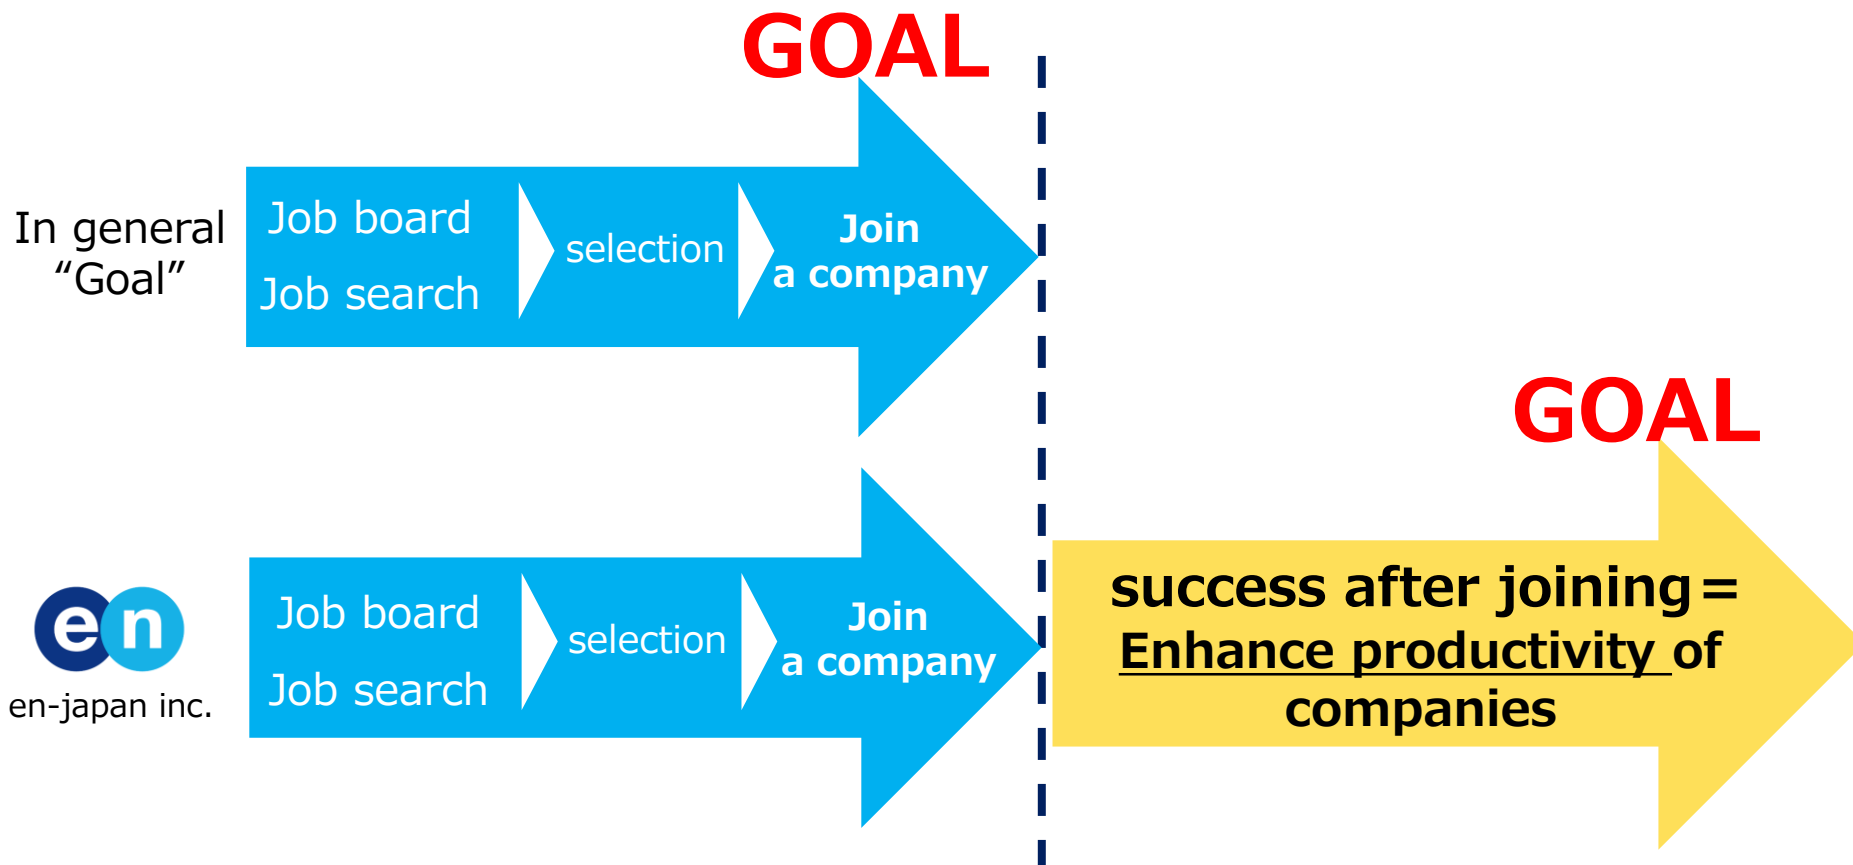 GOAL
In general
“Goal”
Job board
Job search
selection
Join
a company
GOAL
en
en-japan inc.
Job board
Job search
selection
Join
a company
success after joining=
Enhance productivity of
companies